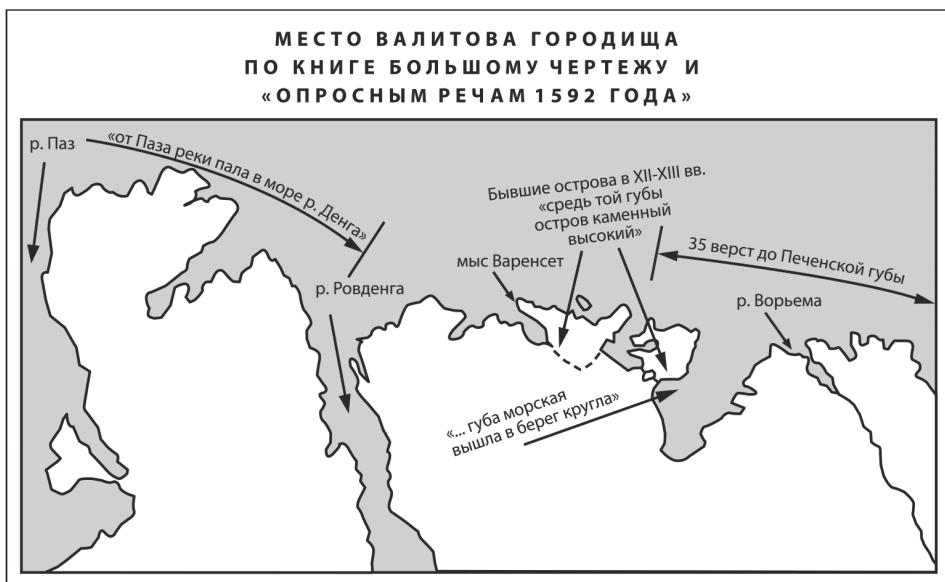 МЕСТО ВАЛИТОВА ГОРОДИЩА
ПО КНИГЕ БОЛЬШОМУ ЧЕРТЕЖУ И
«ОПРОСНЫМ РЕЧАМ 1592 ГОДА»
р. Паз
«от Паза реки пала в море р. Денга»
р. Ровденга
Бывшие острова в XII-XIII вв.
«средь той губы
остров каменный
высокий»
мыс Варенсет
35 верст до Печенской губы
р. Ворьема
«... губа морская
вышла в берег кругла»